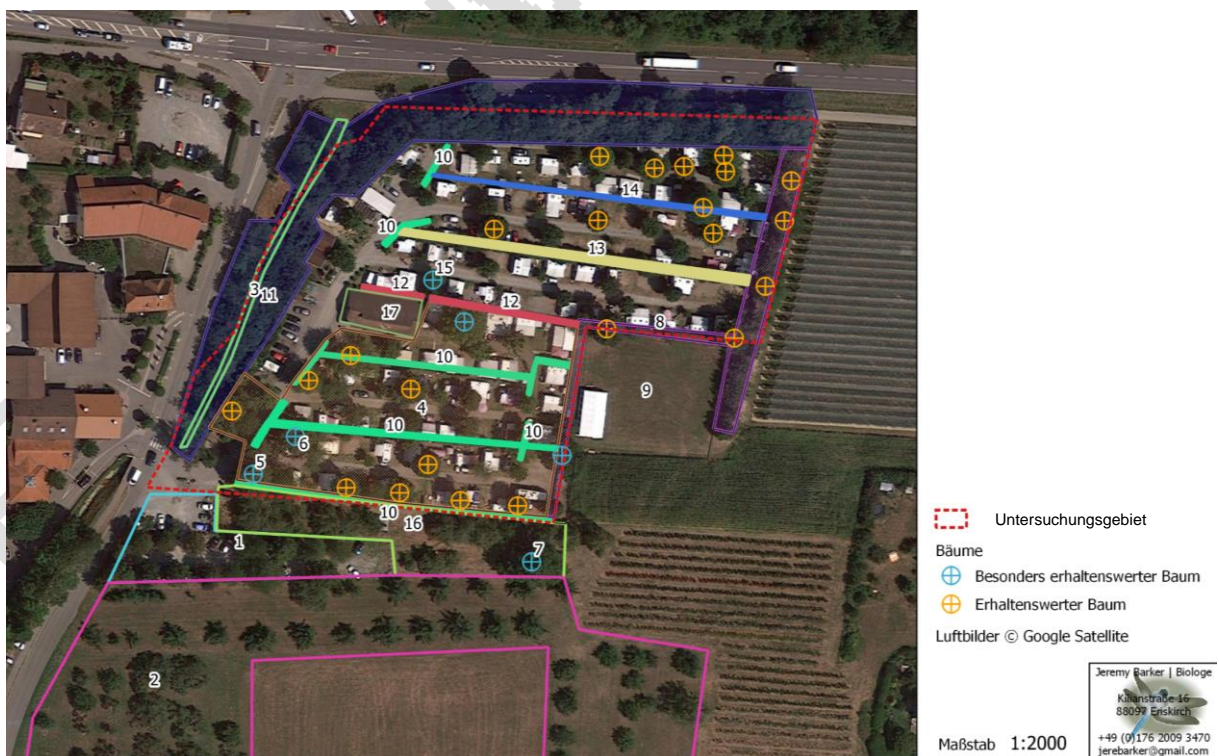 10
14
10
13
15
12
12
17
8
3
11
10
9
4
10
10
6
5
10
16
1
7
2
Untersuchungsgebiet
Bäume
Besonders erhaltenswerter Baum
Erhaltenswerter Baum
Luftbilder © Google Satellite
Maßstab 1:2000
Jeremy Barker | Biologe
Kilianstraße 16
88097 Eriskirch
+49 (0)176 2009 3470
jerebarker@gmail.com